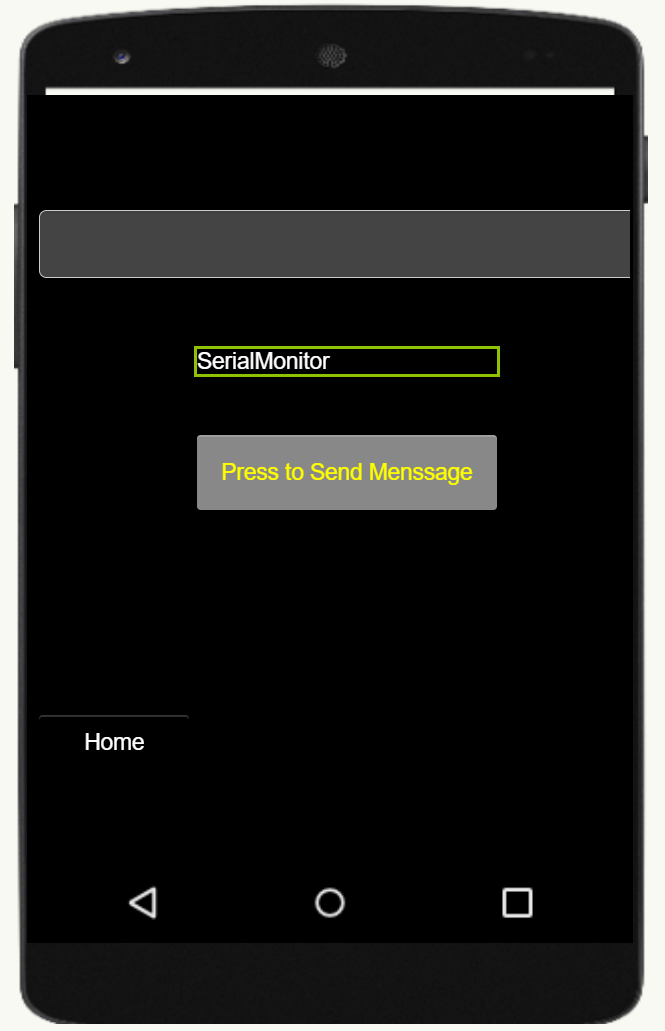 SerialMonitor
Press to Send Menssage
Home